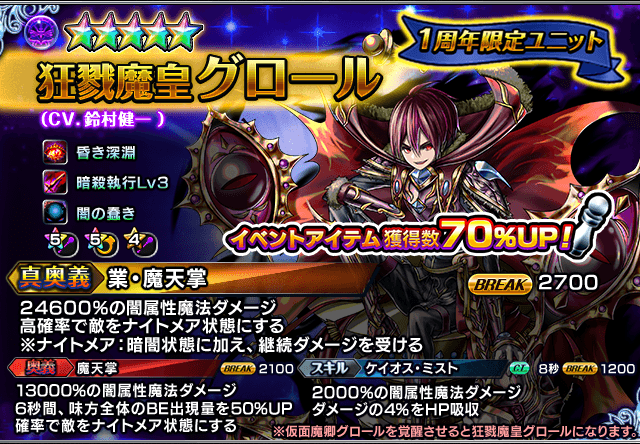 1周年限定ユニット
狂戮魔皇グロール
(CV.鈴村健一)
昏き深淵
暗殺執行Lv3
闇の蠢き
5 5 4
イベントアイテム獲得数70%UP!
真奥義 業・魔天掌 BREAK 2700
24600%の闇属性魔法ダメージ
高確率で敵をナイトメア状態にする
※ナイトメア：暗闇状態に加え、継続ダメージを受ける
奥義 魔天掌 BREAK 2100
13000%の闇属性魔法ダメージ
6秒間、味方全体のBE出現量を50%UP
確率で敵をナイトメア状態にする
スキル ケイオス・ミスト CT 8秒 BREAK 1200
2000%の闇属性魔法ダメージ
ダメージの4%をHP吸収
※仮面魔卿グロールを覚醒させると狂戮魔皇グロールになります。